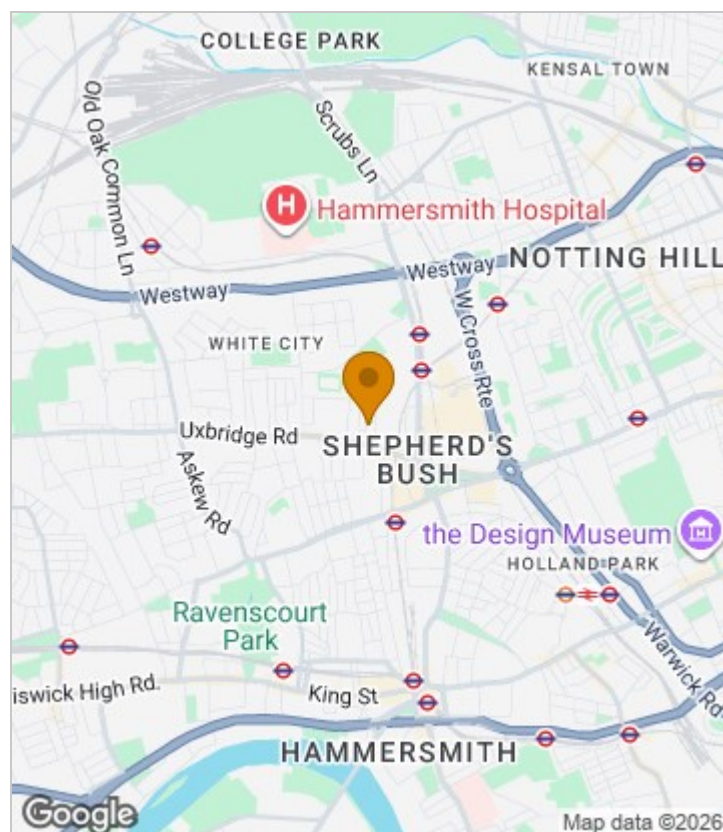 COLLEGE PARK
KENSAL TOWN
Old Oak Common Ln
Scrubs Ln
H
Hammersmith Hospital
NOTTING HILL
Westway
Westway
W Cross Rte
WHITE CITY
Uxbridge Rd
SHEPHERD'S
BUSH
Askew Rd
the Design Museum
HOLLAND PARK
Ravenscourt
Park
Warwick Rd
iswick High Rd.
King St
HAMMERSMITH
Google
Map data ©2026